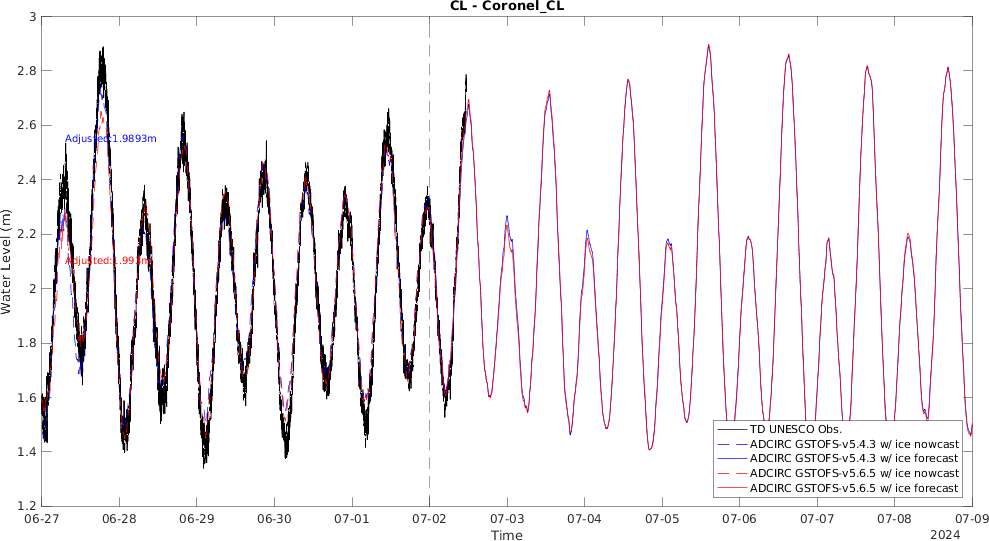 CL - Coronel_CL
3
2.8
2.6
2.4
2.2
2
1.8
1.6
1.4
1.2
Water Level (m)
Adjusted:1.9893m
TD UNESCO Obs.
ADCIRC GSTOFS-v5.4.3 w/ ice nowcast
ADCIRC GSTOFS-v5.4.3 w/ ice forecast
ADCIRC GSTOFS-v5.6.5 w/ ice nowcast
ADCIRC GSTOFS-v5.6.5 w/ ice forecast
06-27 06-28 06-29 06-30 07-01 07-02 07-03 07-04 07-05 07-06 07-07 07-08 07-09
Time
2024